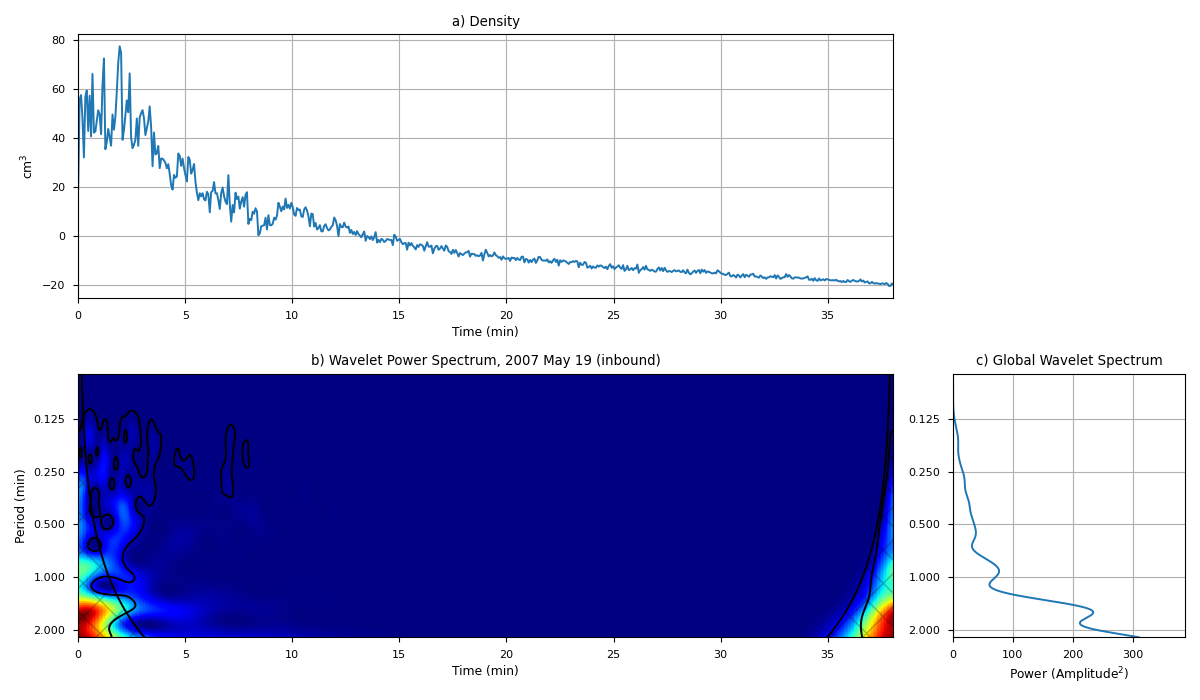 a) Density
80
60
40
20
0
−20
cm³
0 5 10 15 20 25 30 35
Time (min)
b) Wavelet Power Spectrum, 2007 May 19 (inbound)
0.125
0.250
0.500
1.000
2.000
Period (min)
0 5 10 15 20 25 30 35
Time (min)
c) Global Wavelet Spectrum
0.125
0.250
0.500
1.000
2.000
0 100 200 300
Power (Amplitude²)